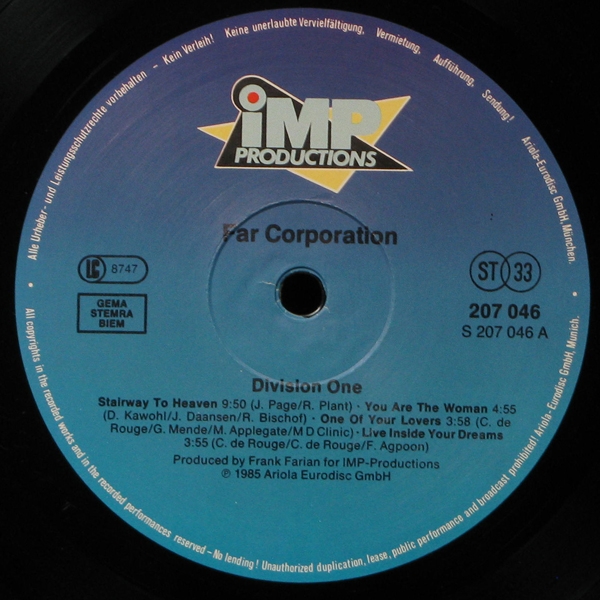 Alle Urheber- und Leistungsschutzrechte vorbehalten – Kein Verleih! Keine unerlaubte Vervielfältigung, Vermietung, Aufführung, Sendung! Ariola-Eurodisc GmbH, München.
iMP
PRODUCTIONS
Far Corporation
LC 8747
ST 33
GEMA
STEMRA
BIEM
207 046
S 207 046 A
Division One
Stairway To Heaven 9:50 (J. Page/R. Plant) · You Are The Woman 4:55
(D. Kawohl/J. Daansen/R. Bischof) · One Of Your Lovers 3:58 (C. de
Rouge/G. Mende/M. Applegate/M D Clinic) · Live Inside Your Dreams
3:55 (C. de Rouge/C. de Rouge/F. Agpoon)
Produced by Frank Farian for IMP-Productions
℗ 1985 Ariola Eurodisc GmbH
All copyrights in the recorded works and in the recorded performances reserved – No lending! Unauthorized duplication, lease, public performance and broadcast prohibited! Ariola-Eurodisc GmbH, Munich.